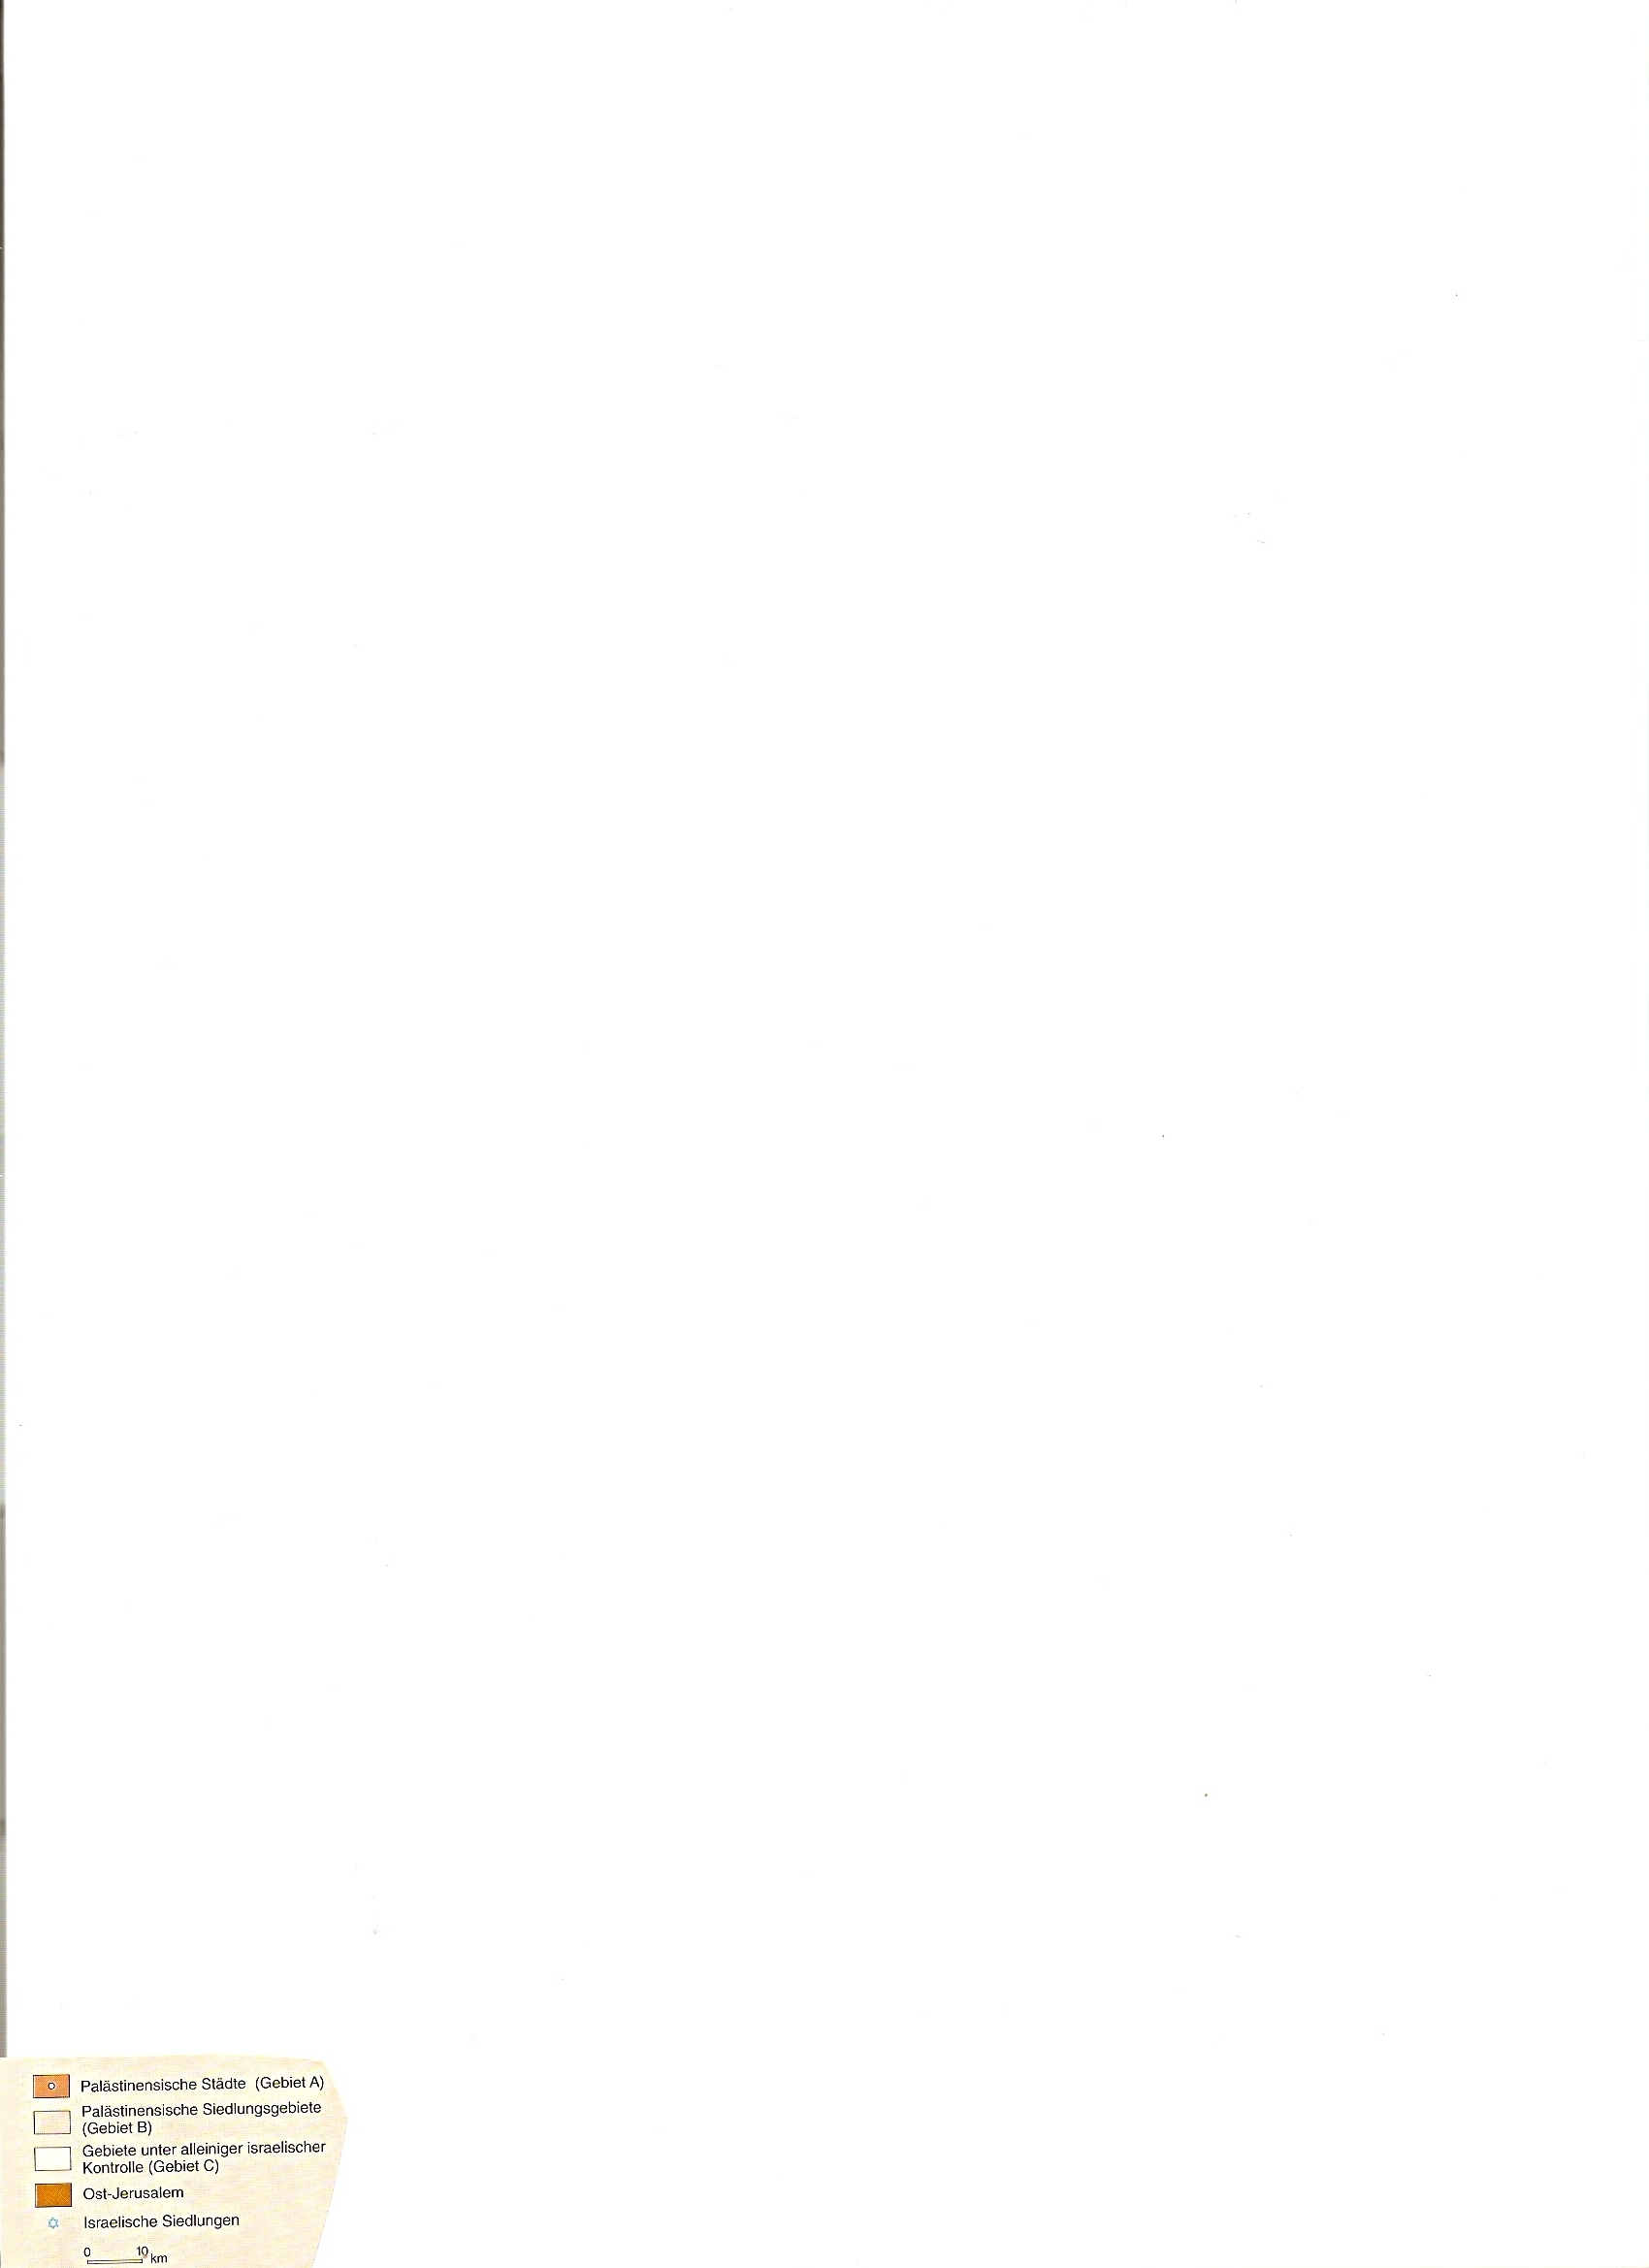 Palästinensische Städte (Gebiet A)
Palästinensische Siedlungsgebiete
(Gebiet B)
Gebiete unter alleiniger israelischer
Kontrolle (Gebiet C)
Ost-Jerusalem
Israelische Siedlungen
0 10 km